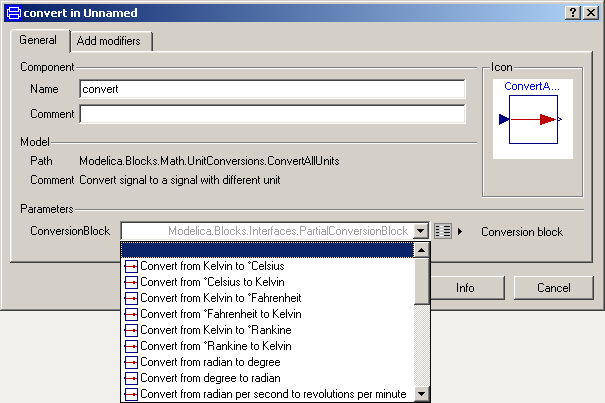 convert in Unnamed
General
Add modifiers
Component
Name
convert
Comment
Icon
ConvertA...
Model
Path
Modelica.Blocks.Math.UnitConversions.ConvertAllUnits
Comment
Convert signal to a signal with different unit
Parameters
ConversionBlock
Modelica.Blocks.Interfaces.PartialConversionBlock
Conversion block
Convert from Kelvin to °Celsius
Convert from °Celsius to Kelvin
Convert from Kelvin to °Fahrenheit
Convert from °Fahrenheit to Kelvin
Convert from Kelvin to °Rankine
Convert from °Rankine to Kelvin
Convert from radian to degree
Convert from degree to radian
Convert from radian per second to revolutions per minute
Info
Cancel